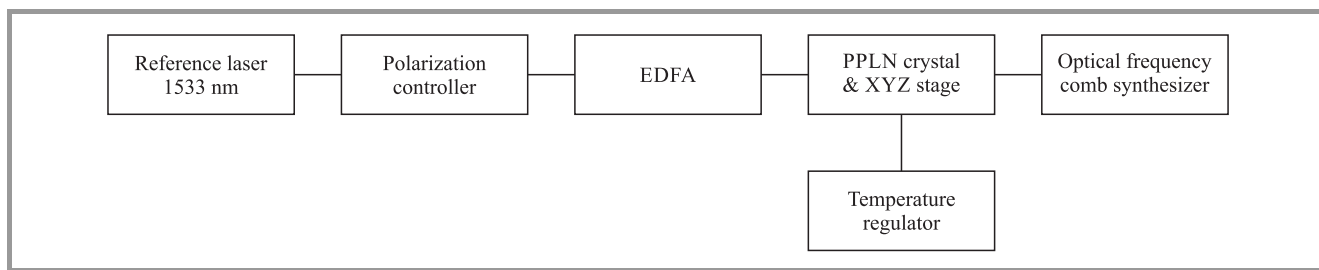 Reference laser
1533 nm
Polarization
controller
EDFA
PPLN crystal
& XYZ stage
Optical frequency
comb synthesizer
Temperature
regulator